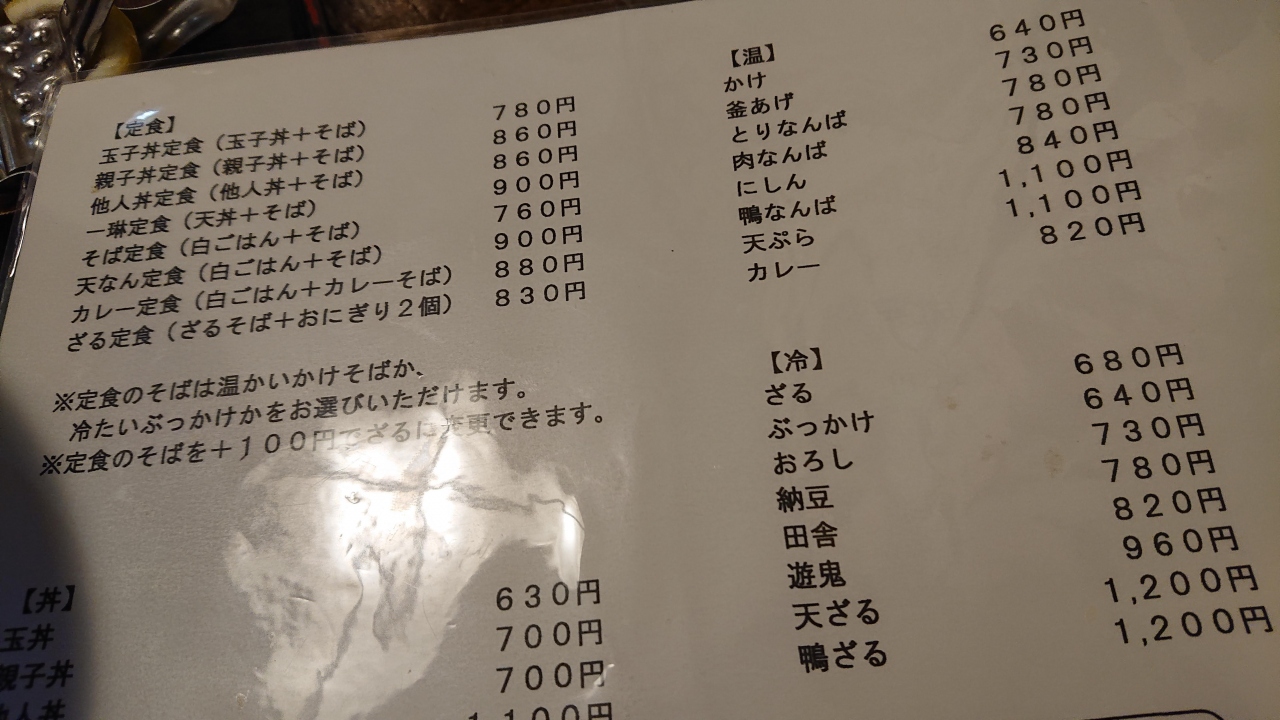 【定食】
玉子丼定食（玉子丼＋そば） ７８０円
親子丼定食（親子丼＋そば） ８６０円
他人丼定食（他人丼＋そば） ８６０円
一琳定食（天丼＋そば） ９００円
そば定食（白ごはん＋そば） ７６０円
天なん定食（白ごはん＋そば） ９００円
カレー定食（白ごはん＋カレーそば） ８８０円
ざる定食（ざるそば＋おにぎり２個） ８３０円
※定食のそばは温かいかけそばか、
冷たいぶっかけかをお選びいただけます。
※定食のそばを＋１００円でざるに変更できます。
【丼】
玉丼 ６３０円
親子丼 ７００円
他人丼 ７００円
１,１００円
【温】
かけ ６４０円
釜あげ ７３０円
とりなんば ７８０円
肉なんば ７８０円
にしん ８４０円
鴨なんば １,１００円
天ぷら １,１００円
カレー ８２０円
【冷】
ざる ６８０円
ぶっかけ ６４０円
おろし ７３０円
納豆 ７８０円
田舎 ８２０円
遊鬼 ９６０円
天ざる １,２００円
鴨ざる １,２００円